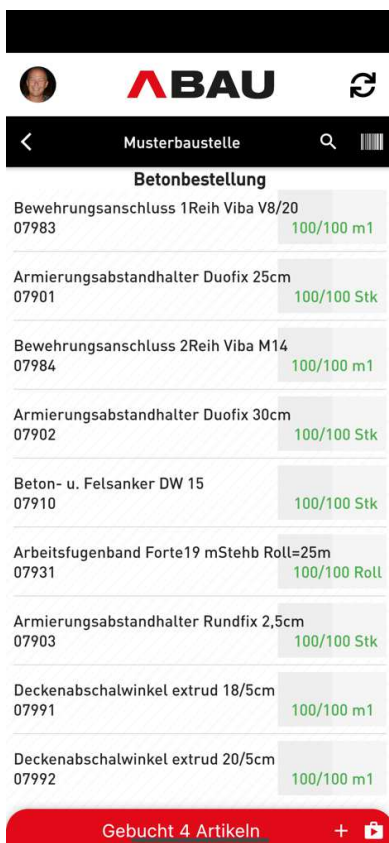 ABAU
Musterbaustelle
Betonbestellung
Bewehrungsanschluss 1Reih Viba V8/20
07983 100/100 m1
Armierungsabstandhalter Duofix 25cm
07901 100/100 Stk
Bewehrungsanschluss 2Reih Viba M14
07984 100/100 m1
Armierungsabstandhalter Duofix 30cm
07902 100/100 Stk
Beton- u. Felsanker DW 15
07910 100/100 Stk
Arbeitsfugenband Forte19 mStehb Roll=25m
07931 100/100 Roll
Armierungsabstandhalter Rundfix 2,5cm
07903 100/100 Stk
Deckenabschalwinkel extrud 18/5cm
07991 100/100 m1
Deckenabschalwinkel extrud 20/5cm
07992 100/100 m1
Gebucht 4 Artikeln +